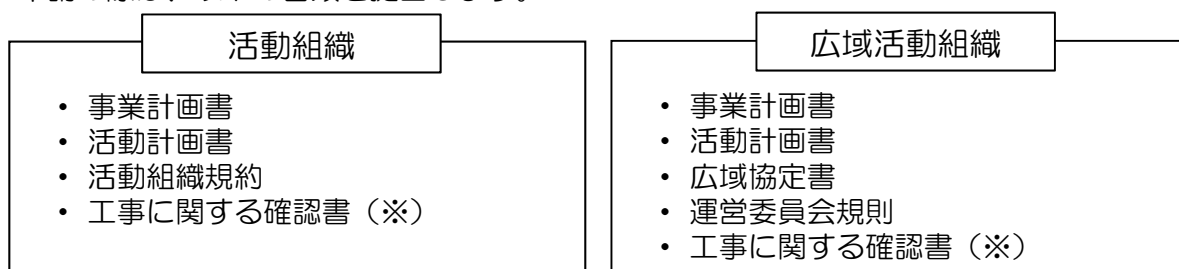 活動組織
・ 事業計画書
・ 活動計画書
・ 活動組織規約
・ 工事に関する確認書（※）
広域活動組織
・ 事業計画書
・ 活動計画書
・ 広域協定書
・ 運営委員会規則
・ 工事に関する確認書（※）